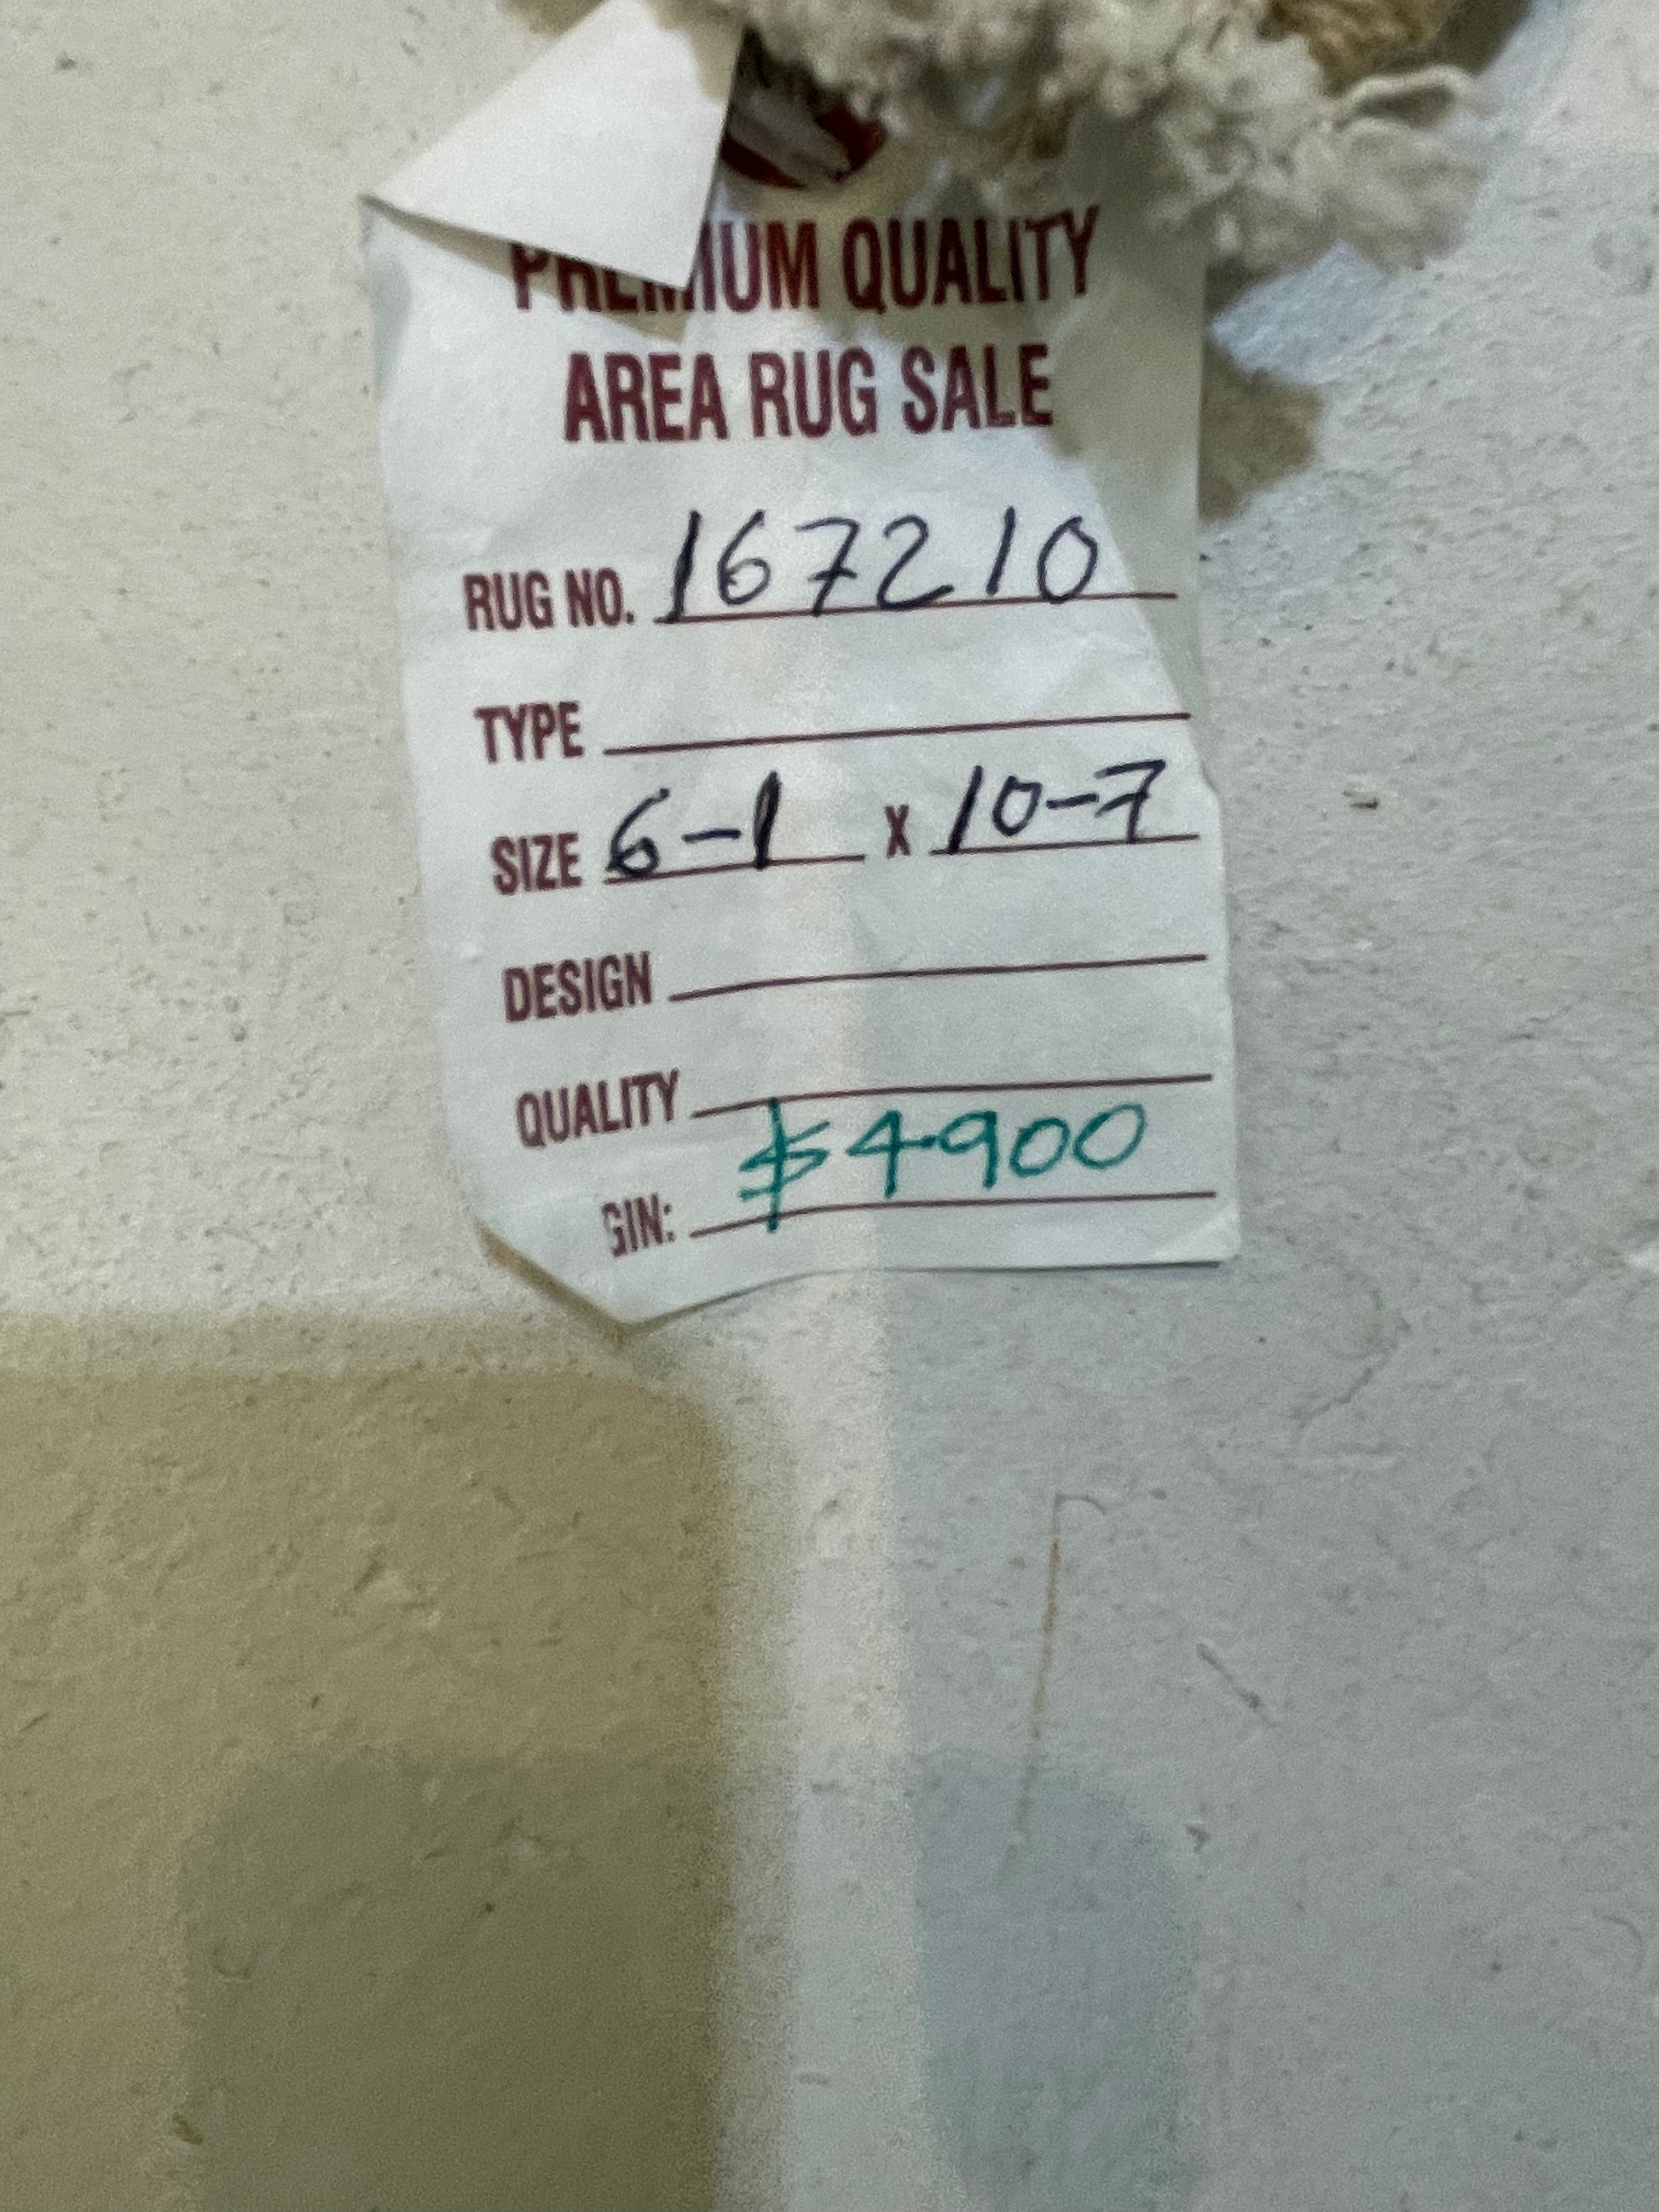 PREMIUM QUALITY
AREA RUG SALE
RUG NO. 167210
TYPE
SIZE 6-1 X 10-7
DESIGN
QUALITY
$4900
GIN: